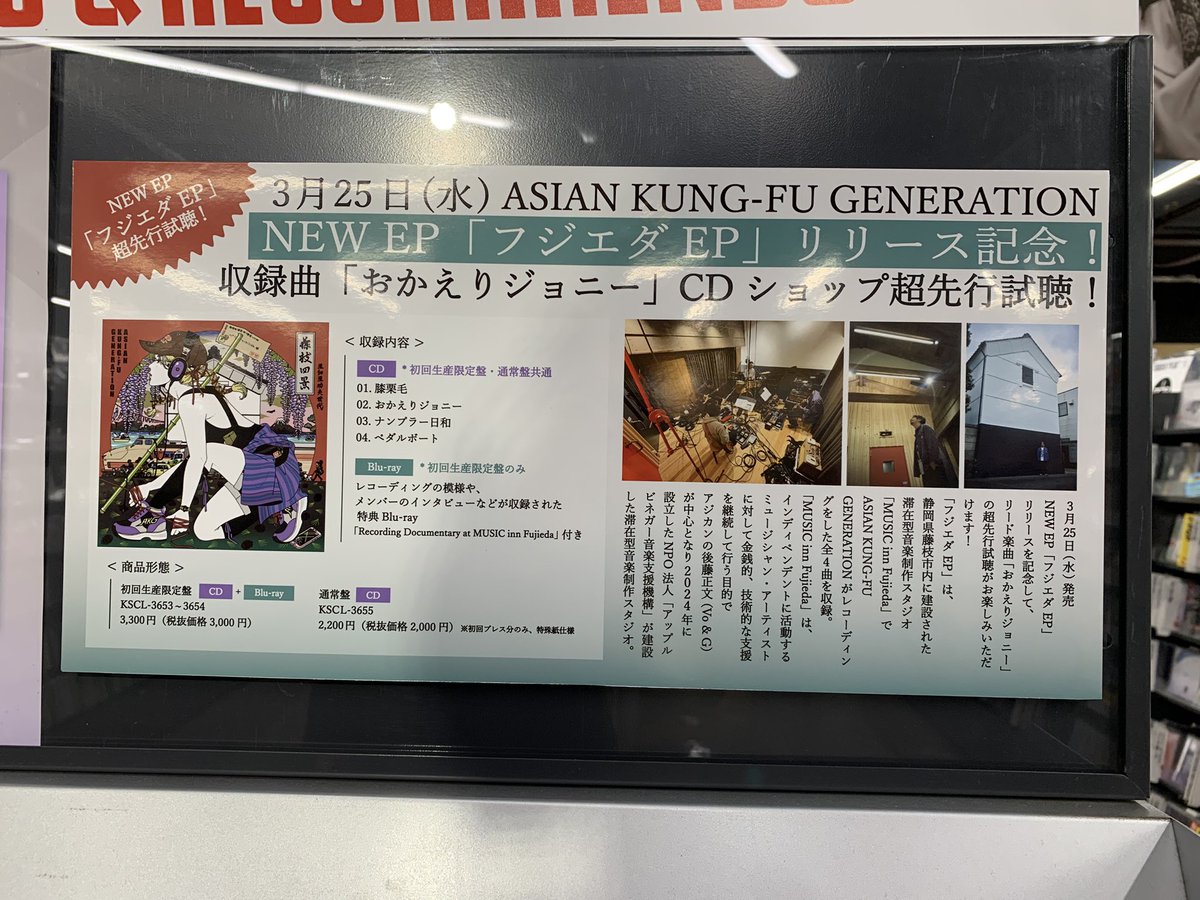 & RECOMMENDS
NEW EP
「フジエダ EP」
超先行試聴！
3月25日（水）ASIAN KUNG-FU GENERATION
NEW EP「フジエダ EP」リリース記念！
収録曲「おかえりジョニー」CD ショップ超先行試聴！
ASIAN
KUNG-FU
GENERATION
藤枝四景
＜ 収録内容 ＞
CD ＊初回生産限定盤・通常盤共通
01. 膝栗毛
02. おかえりジョニー
03. ナンプラー日和
04. ペダルボート
Blu-ray ＊初回生産限定盤のみ
レコーディングの模様や、
メンバーのインタビューなどが収録された
特典 Blu-ray
「Recording Documentary at MUSIC inn Fujieda」付き
＜ 商品形態 ＞
初回生産限定盤 CD + Blu-ray
KSCL-3653～3654
3,300円（税抜価格 3,000円）
通常盤 CD
KSCL-3655
2,200円（税抜価格 2,000円）※初回プレス分のみ、特殊紙仕様
3月25日（水）発売
NEW EP「フジエダ EP」
リリースを記念して、
リード楽曲「おかえりジョニー」
の超先行試聴がお楽しみいただ
けます！
「フジエダ EP」は、
静岡県藤枝市内に建設された
滞在型音楽制作スタジオ
「MUSIC inn Fujieda」で
ASIAN KUNG-FU
GENERATION がレコーディン
グをした全4曲を収録。
「MUSIC inn Fujieda」は、
インディペンデントに活動する
ミュージシャン・アーティスト
に対して金銭的、技術的な支援
を継続して行う目的で
アジカンの後藤正文（Vo & G）
が中心となり2024年に
設立したNPO法人「アップル
ビネガー音楽支援機構」が建設
した滞在型音楽制作スタジオ。